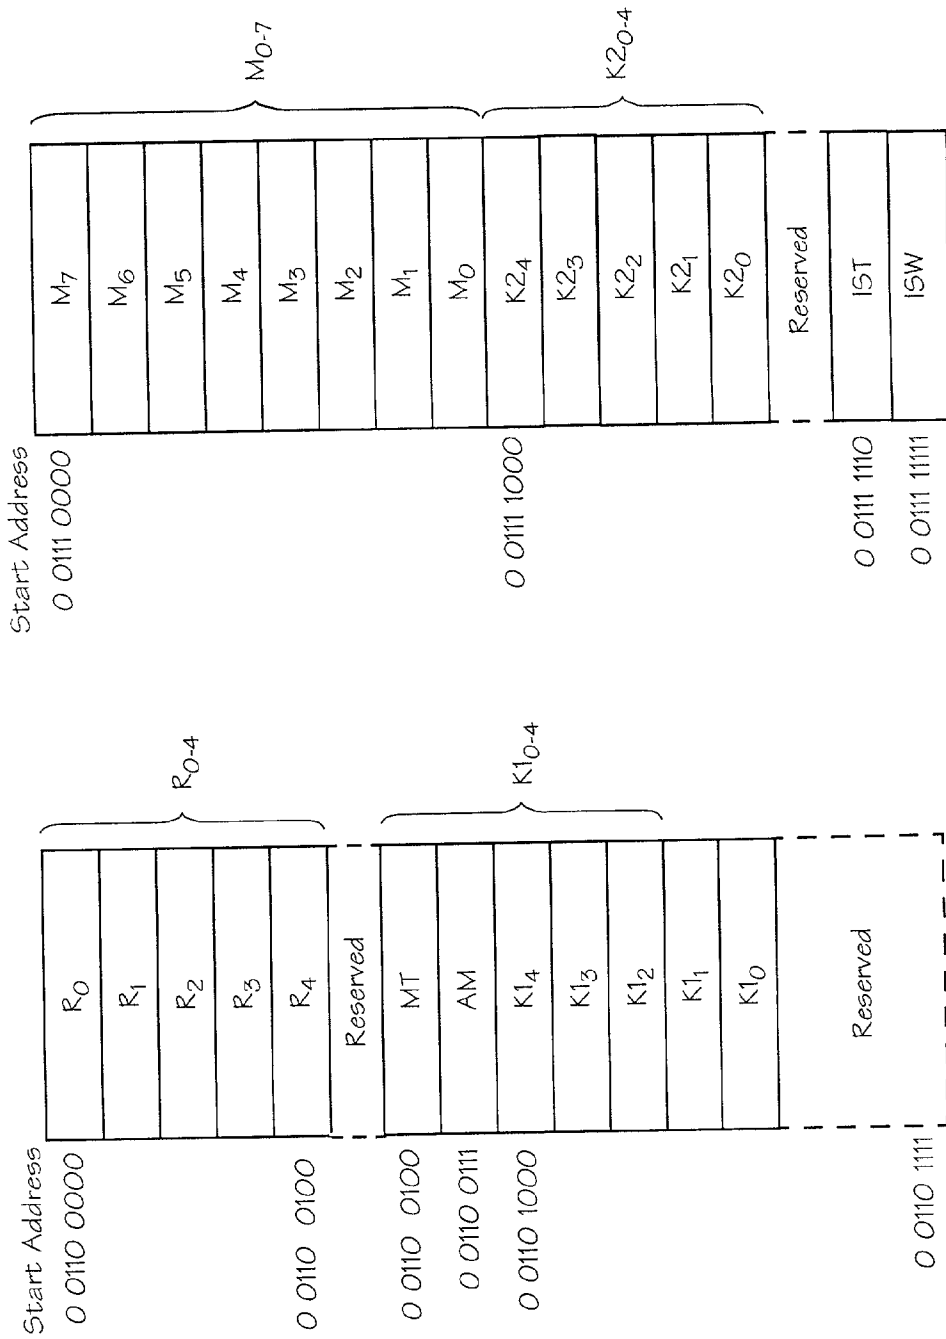 Start Address
0 0110 0000
R0
R1
R2
R3
0 0110 0100
R4
R0-4
Reserved
0 0110 0100
MT
0 0110 0111
AM
0 0110 1000
K14
K13
K12
K11
K10
K10-4
Reserved
0 0110 1111
Start Address
0 0111 0000
M7
M6
M5
M4
M3
M2
M1
M0
M0-7
0 0111 1000
K24
K23
K22
K21
K20
K20-4
Reserved
0 0111 1110
IST
0 0111 11111
ISW